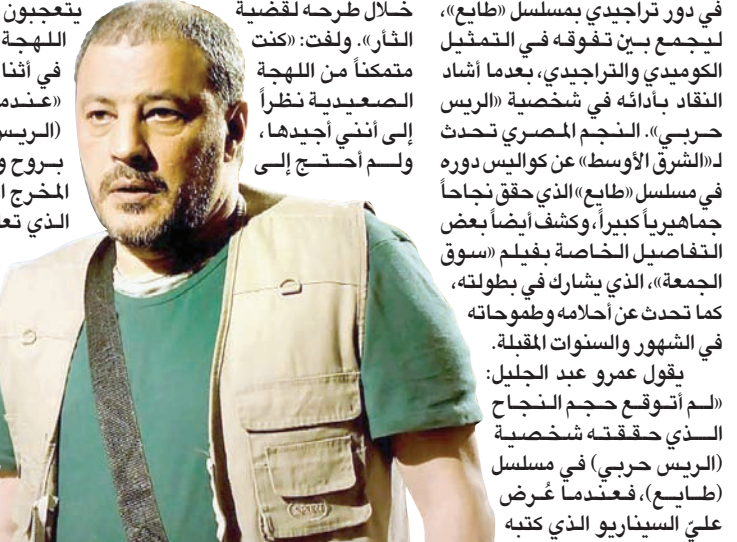 في دور تراجيدي بمسلسل «طايع»،
ليجمع بين تفوقه في التمثيل
الكوميدي والتراجيدي، بعدما أشاد
النقاد بأدائه في شخصية «الريس
حربي». النجم المصري تحدث
لـ«الشرق الأوسط» عن كواليس دوره
في مسلسل «طايع» الذي حقق نجاحاً
جماهيرياً كبيراً، وكشف أيضاً بعض
التفاصيل الخاصة بفيلم «سوق
الجمعة»، الذي يشارك في بطولته،
كما تحدث عن أحلامه وطموحاته
في الشهور والسنوات المقبلة.
يقول عمرو عبد الجليل:
«لم أتوقع حجم النجاح
الذي حققته شخصية
(الريس حربي) في مسلسل
(طايع)، فعندما عُرض
عليّ السيناريو الذي كتبه
خلال طرحه لقضية
الثأر». ولفت: «كنت
متمكناً من اللهجة
الصعيدية نظراً
إلى أنني أجيدها،
ولم أحتج إلى
يتعجبون
اللهجة
في أثنا
«عندم
(الريس
بروح و
المخرج ا
الذي تعا